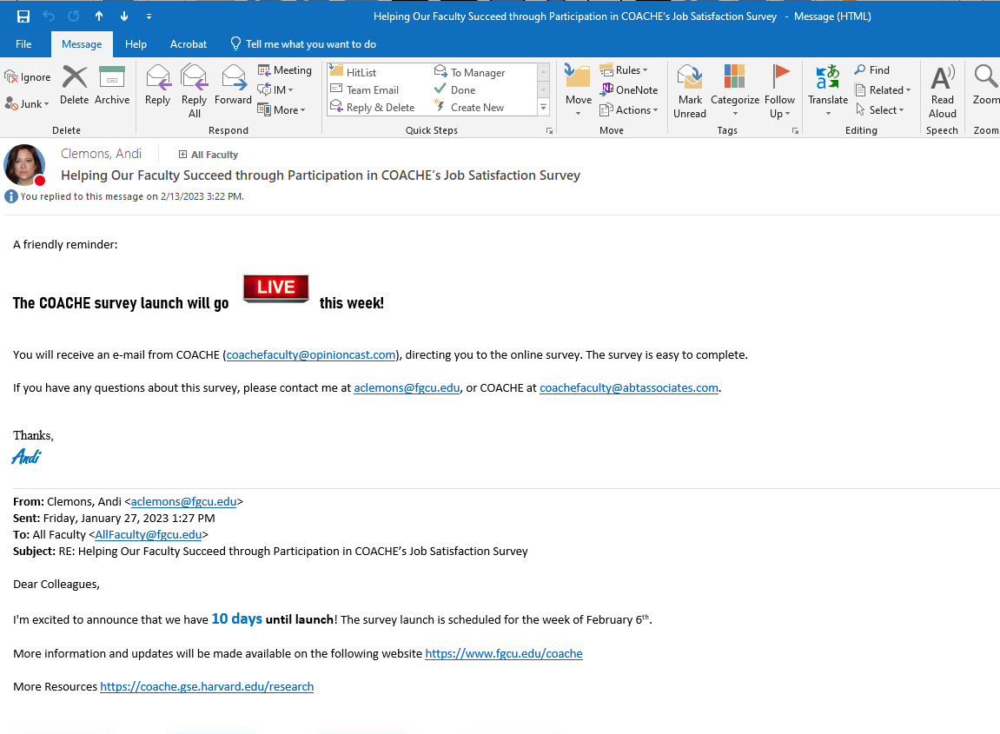 Helping Our Faculty Succeed through Participation in COACHE's Job Satisfaction Survey - Message (HTML)
File Message Help Acrobat Tell me what you want to do
Ignore
Junk
Delete
Archive
Delete
Reply
Reply All
Forward
Meeting
IM
More
Respond
HitList
Team Email
Reply & Delete
To Manager
Done
Create New
Quick Steps
Move
Rules
OneNote
Actions
Move
Mark Unread
Categorize
Follow Up
Tags
Translate
Find
Related
Select
Editing
Read Aloud
Speech
Zoom
Zoom
Clemons, Andi All Faculty
Helping Our Faculty Succeed through Participation in COACHE's Job Satisfaction Survey
You replied to this message on 2/13/2023 3:22 PM.
A friendly reminder:
The COACHE survey launch will go LIVE this week!
You will receive an e-mail from COACHE (coachefaculty@opinioncast.com), directing you to the online survey. The survey is easy to complete.
If you have any questions about this survey, please contact me at aclemons@fgcu.edu, or COACHE at coachefaculty@abtassociates.com.
Thanks,
Andi
From: Clemons, Andi <aclemons@fgcu.edu>
Sent: Friday, January 27, 2023 1:27 PM
To: All Faculty <AllFaculty@fgcu.edu>
Subject: RE: Helping Our Faculty Succeed through Participation in COACHE's Job Satisfaction Survey
Dear Colleagues,
I'm excited to announce that we have 10 days until launch! The survey launch is scheduled for the week of February 6th.
More information and updates will be made available on the following website https://www.fgcu.edu/coache
More Resources https://coache.gse.harvard.edu/research